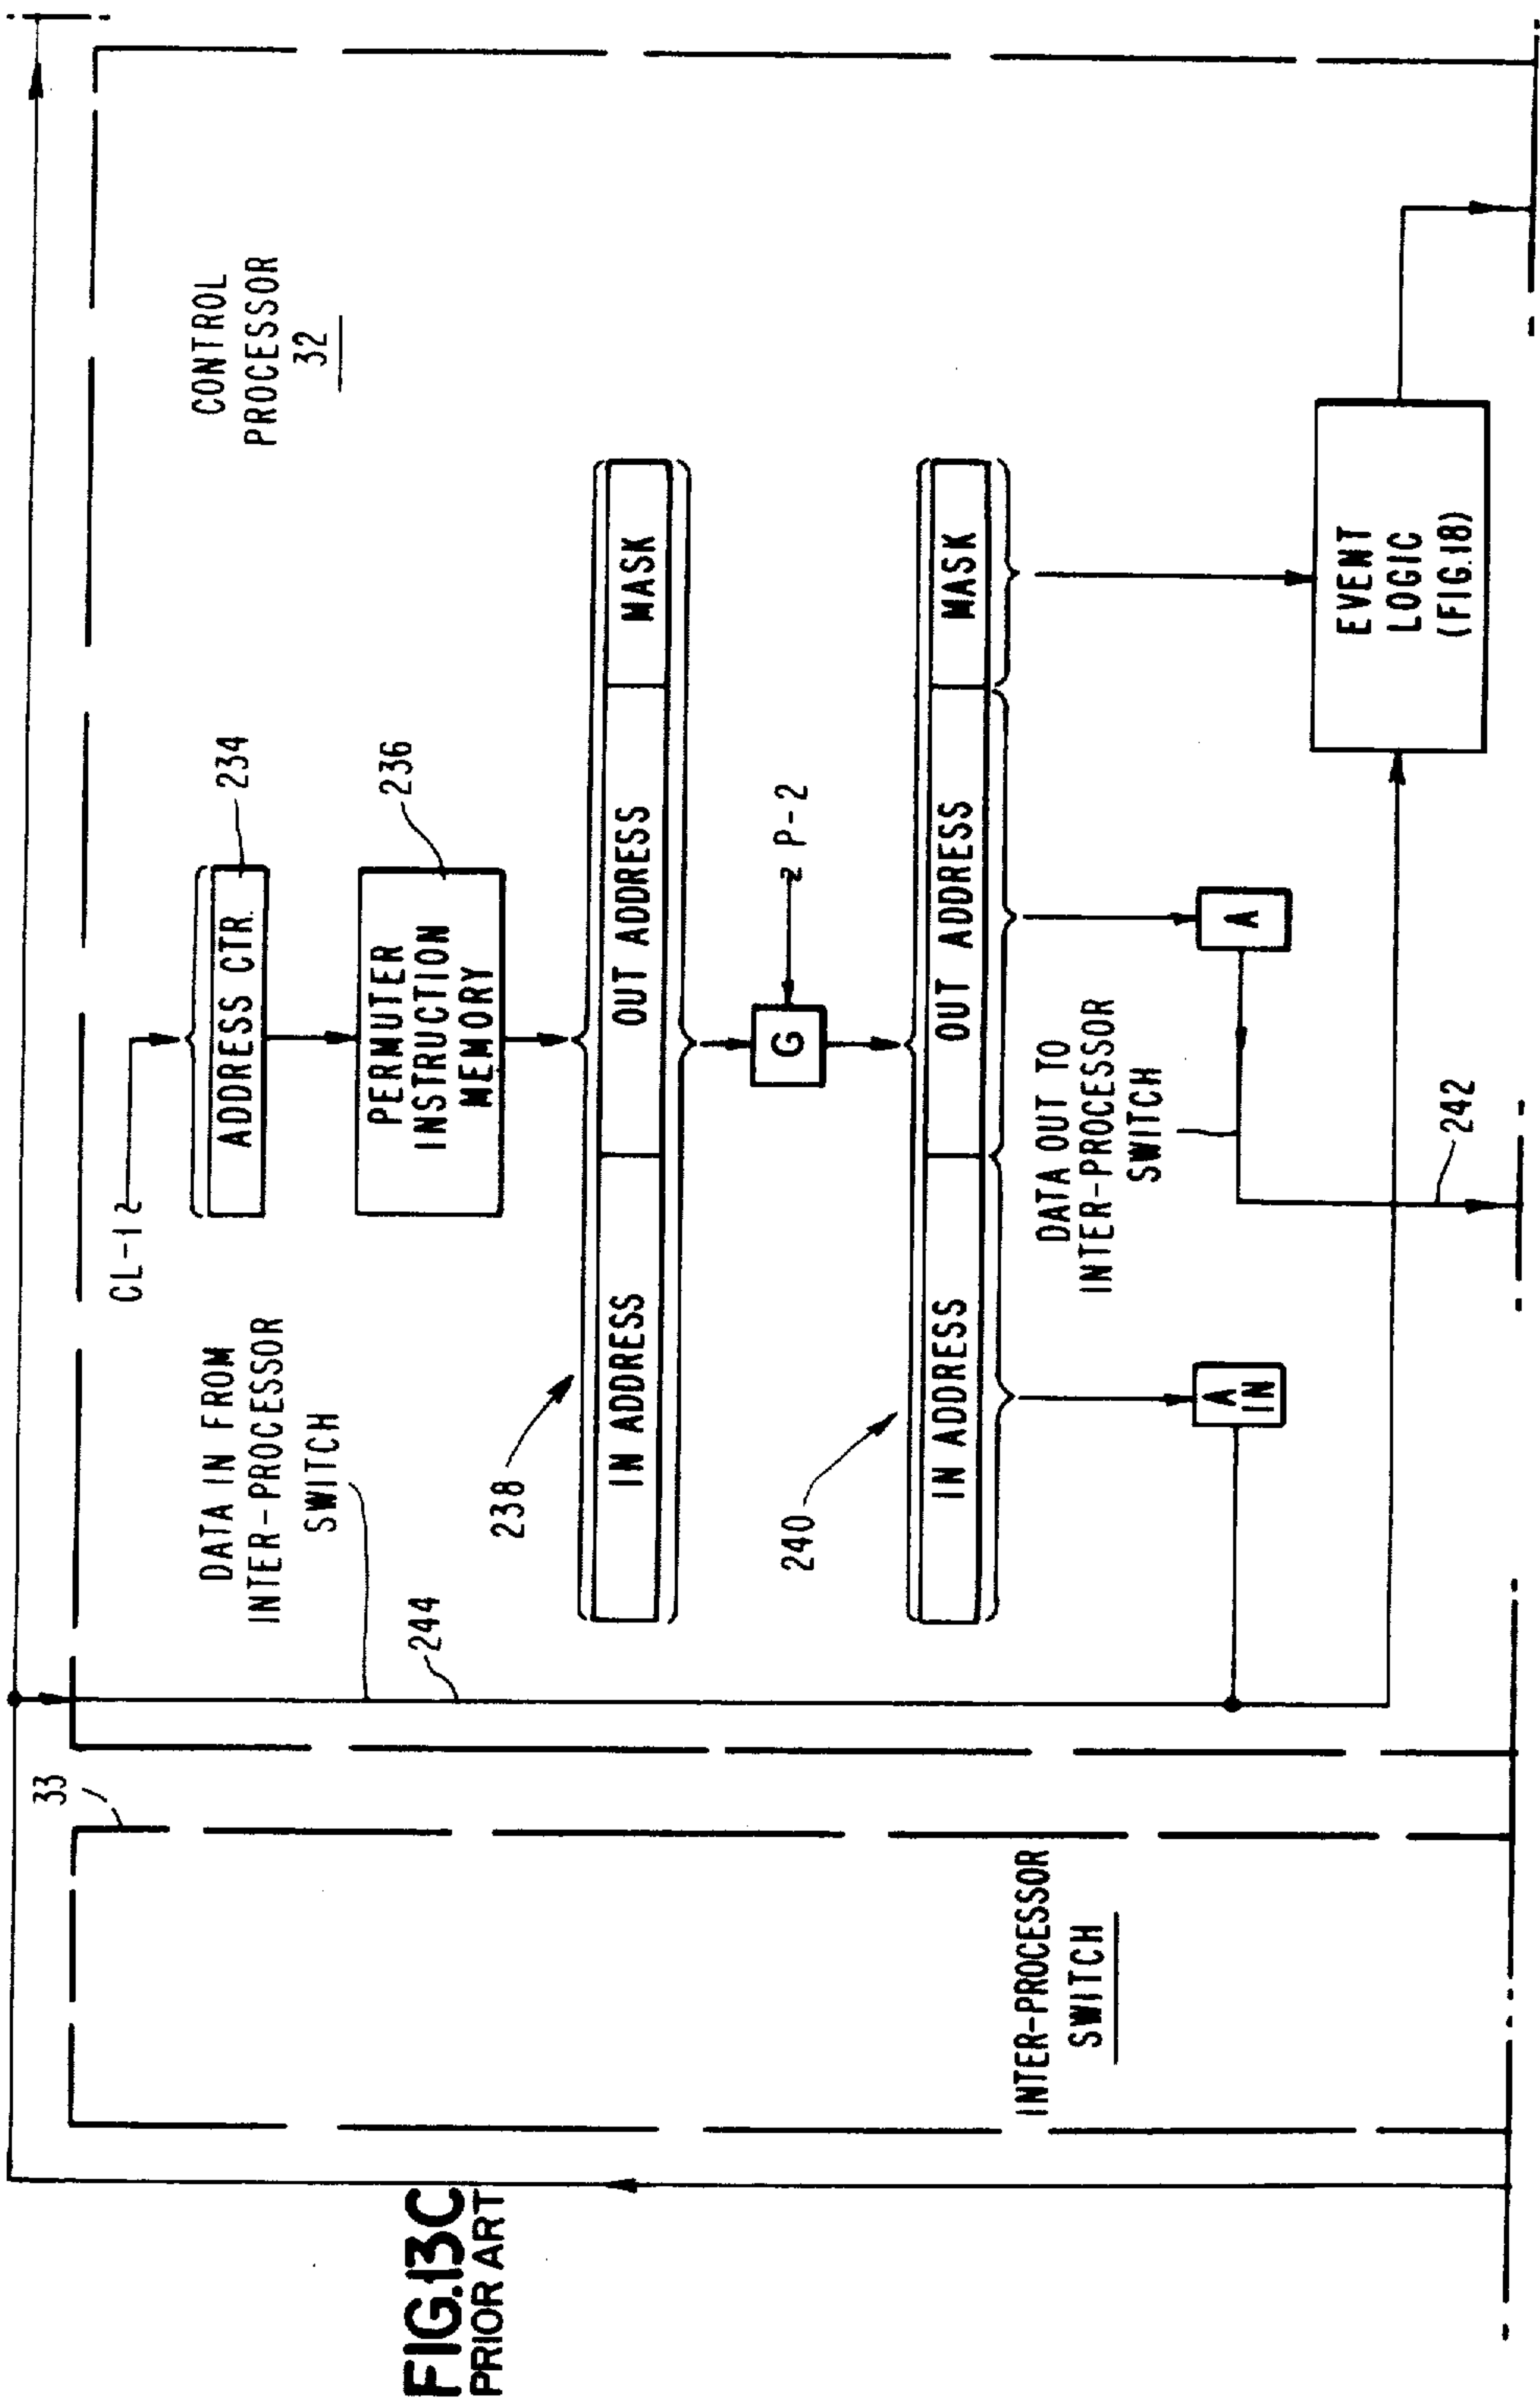 FIG.13C
PRIOR ART
33
INTER-PROCESSOR
SWITCH
CONTROL
PROCESSOR
32
DATA IN FROM
INTER-PROCESSOR
SWITCH
244
CL-1
ADDRESS CTR.
234
PERMUTER
INSTRUCTION
MEMORY
236
238
IN ADDRESS
OUT ADDRESS
MASK
G
P-2
240
IN ADDRESS
OUT ADDRESS
MASK
A
IN
A
DATA OUT TO
INTER-PROCESSOR
SWITCH
242
EVENT
LOGIC
(FIG.18)